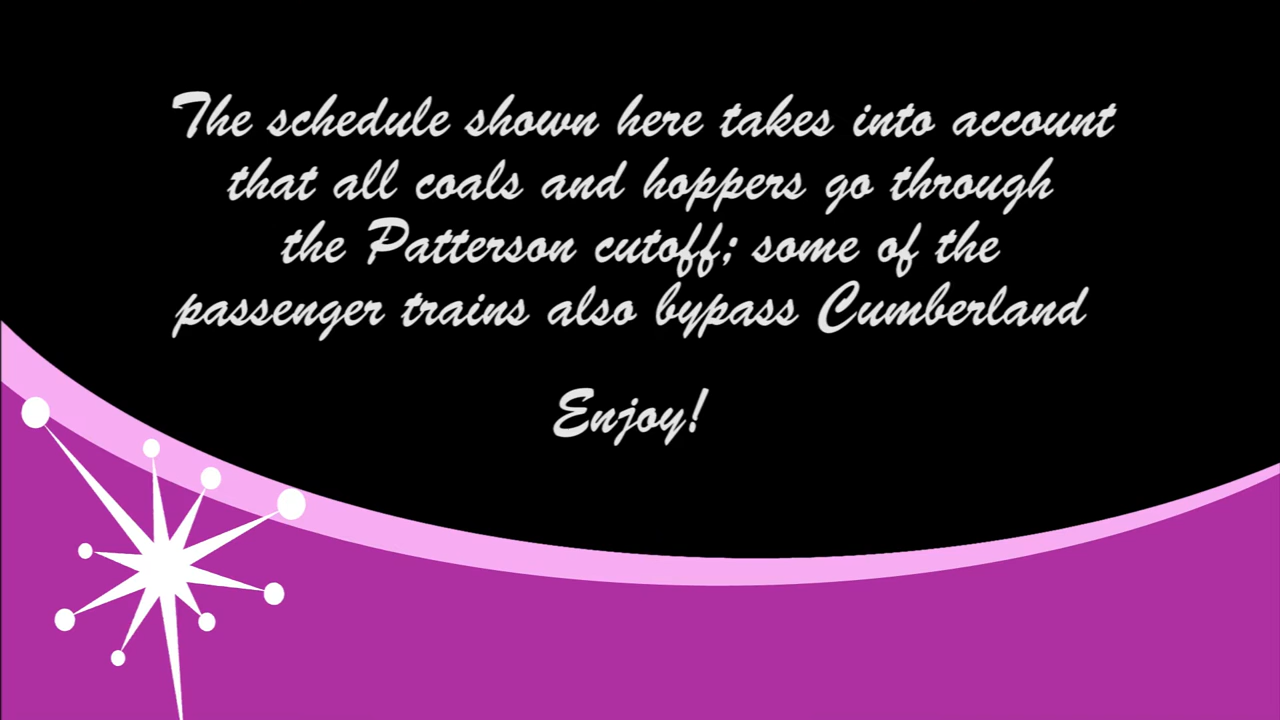 The schedule shown here takes into account
that all coals and hoppers go through
the Patterson cutoff; some of the
passenger trains also bypass Cumberland
Enjoy!